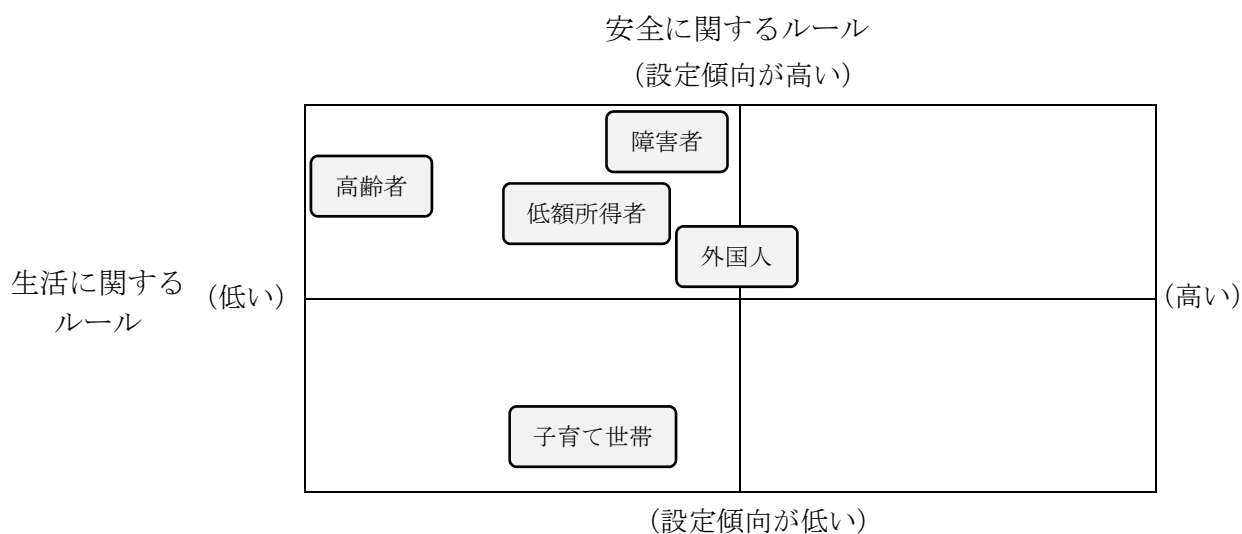 安全に関するルール
（設定傾向が高い）
障害者
高齢者
低額所得者
外国人
生活に関する
ルール
（低い）
（高い）
子育て世帯
（設定傾向が低い）